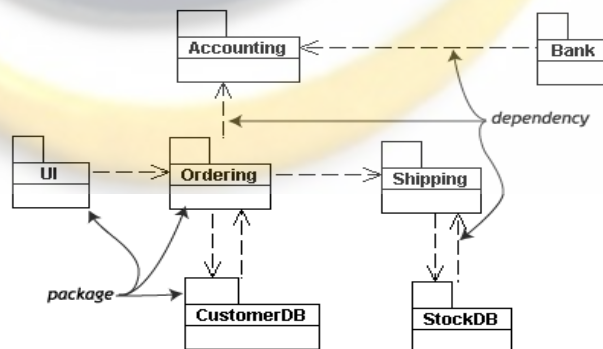 Accounting
Bank
dependency
UI
Ordering
Shipping
package
CustomerDB
StockDB